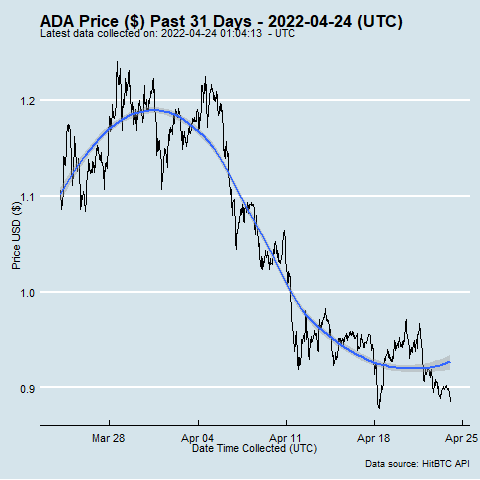 ADA Price ($) Past 31 Days - 2022-04-24 (UTC)
Latest data collected on: 2022-04-24 01:04:13 - UTC
1.2
1.1
1.0
0.9
Price USD ($)
Mar 28 Apr 04 Apr 11 Apr 18 Apr 25
Date Time Collected (UTC)
Data source: HitBTC API